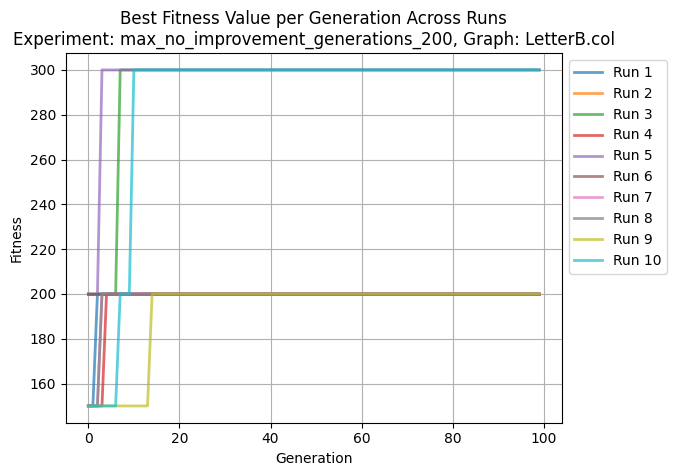 Best Fitness Value per Generation Across Runs
Experiment: max_no_improvement_generations_200, Graph: LetterB.col
300
280
260
240
220
200
180
160
Fitness
0
20
40
60
80
100
Generation
Run 1
Run 2
Run 3
Run 4
Run 5
Run 6
Run 7
Run 8
Run 9
Run 10